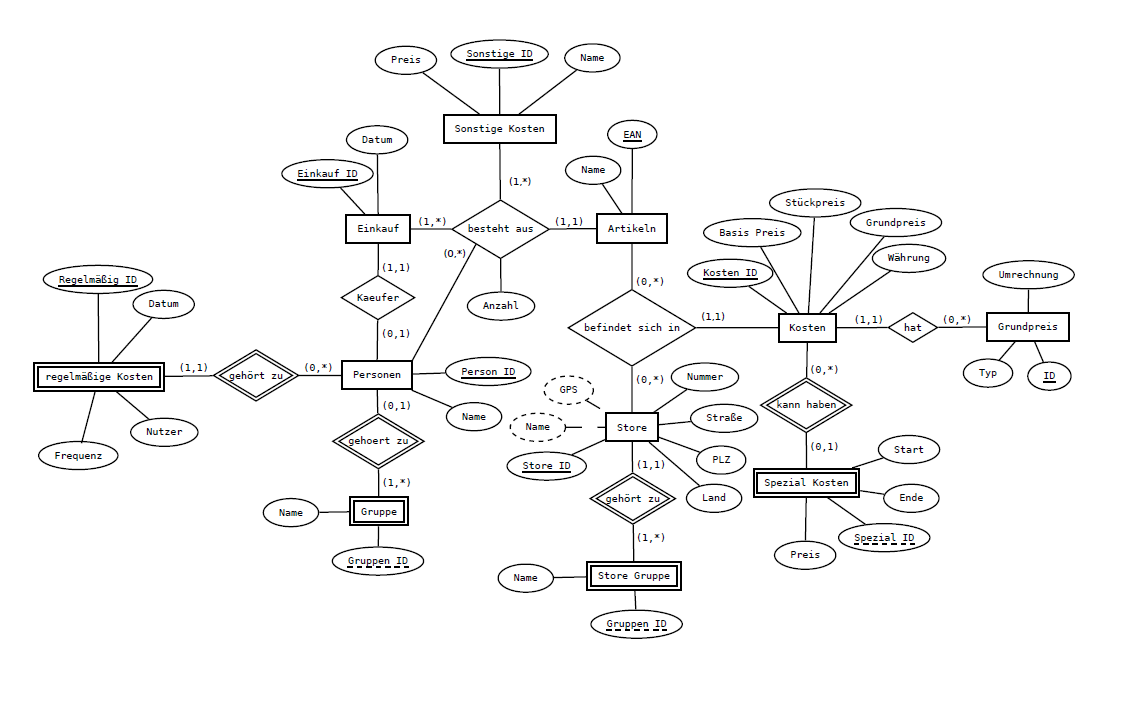 Sonstige ID
Preis
Name
Sonstige Kosten
EAN
Datum
Name
Einkauf ID
(1,*)
Stückpreis
Basis Preis
Grundpreis
Einkauf
(1,*)
besteht aus
(1,1)
Artikeln
(0,*)
Währung
(1,1)
Kosten ID
Umrechnung
Regelmäßig ID
(0,*)
Datum
Kaeufer
Anzahl
(1,1)
befindet sich in
Kosten
(1,1)
hat
(0,*)
Grundpreis
(0,1)
(1,1)
(0,*)
regelmäßige Kosten
gehört zu
Personen
Person ID
(0,*)
Nummer
(0,*)
Typ
ID
GPS
(0,1)
kann haben
Name
Straße
Name
Store
Nutzer
gehoert zu
(0,1)
Frequenz
Start
PLZ
Store ID
(1,1)
(1,*)
Spezial Kosten
gehört zu
Land
Ende
Name
Gruppe
(1,*)
Spezial ID
Preis
Gruppen ID
Name
Store Gruppe
Gruppen ID